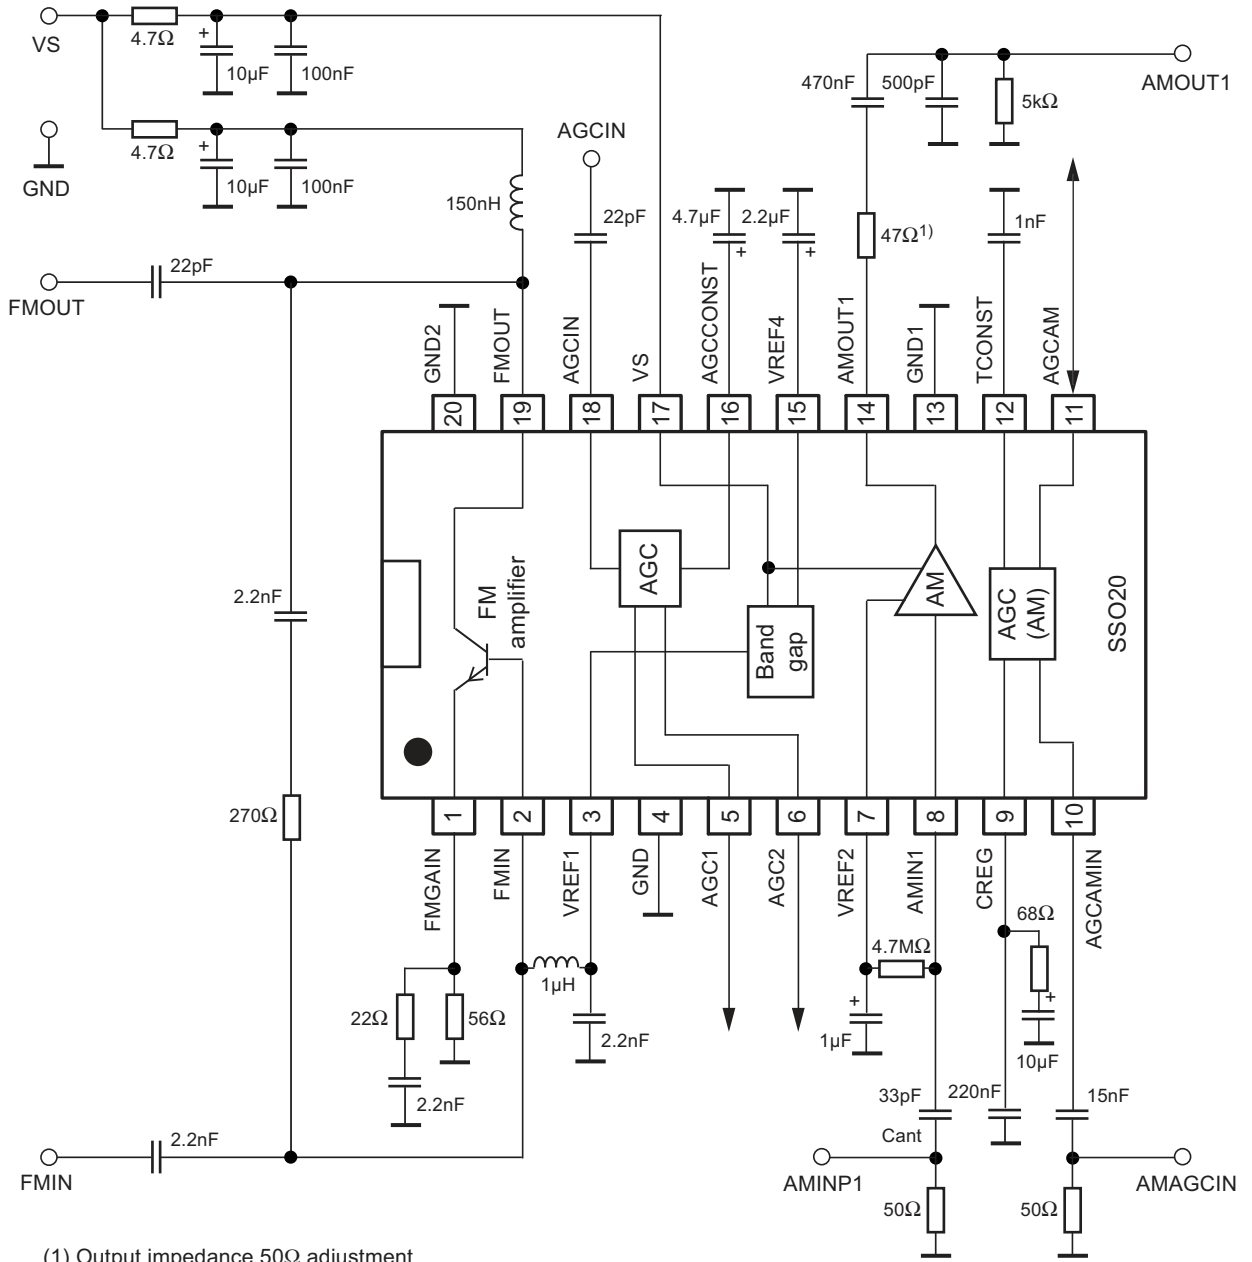 VS
4.7Ω
+
10µF
100nF
GND
4.7Ω
+
10µF
100nF
150nH
AGCIN
22pF
4.7µF
+
2.2µF
+
470nF
500pF
5kΩ
AMOUT1
47Ω1)
1nF
FMOUT
22pF
GND2
FMOUT
AGCIN
VS
AGCCONST
VREF4
AMOUT1
GND1
TCONST
AGCAM
20
19
18
17
16
15
14
13
12
11
2.2nF
270Ω
FM
amplifier
AGC
Band
gap
AM
AGC
(AM)
SSO20
1
2
3
4
5
6
7
8
9
10
FMGAIN
FMIN
VREF1
GND
AGC1
AGC2
VREF2
AMIN1
CREG
AGCAMIN
22Ω
56Ω
2.2nF
1µH
2.2nF
4.7MΩ
+
1µF
68Ω
+
10µF
33pF
Cant
220nF
15nF
FMIN
2.2nF
AMINP1
50Ω
50Ω
AMAGCIN
(1) Output impedance 50Ω adjustment